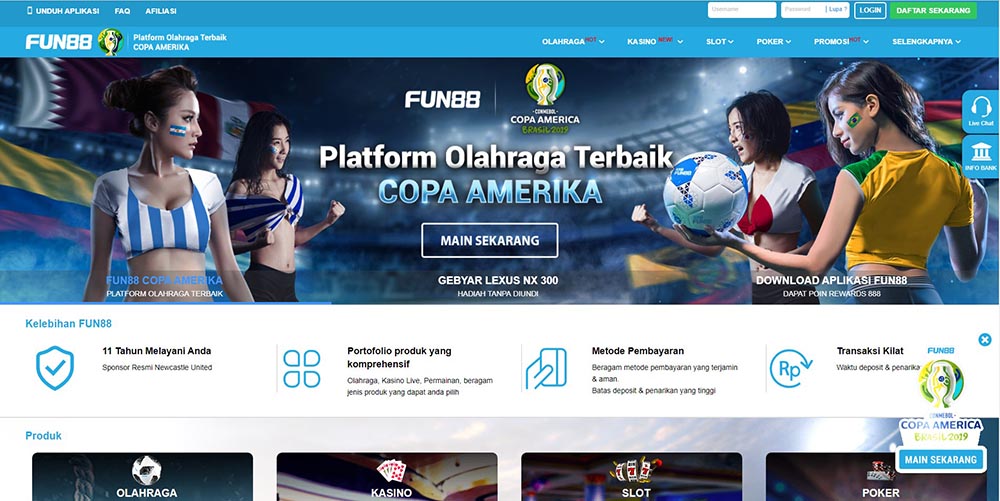 UNDUH APLIKASI FAQ AFILIASI Username Password | Lupa ? LOGIN DAFTAR SEKARANG
FUN88 Platform Olahraga Terbaik
COPA AMERIKA
OLAHRAGA HOT KASINO NEW! SLOT POKER PROMOSI HOT SELENGKAPNYA
FUN88
CONMEBOL
COPA AMERICA
BRASIL 2019
Platform Olahraga Terbaik
COPA AMERIKA
MAIN SEKARANG
FUN88
Live Chat
INFO BANK
FUN88 COPA AMERIKA
PLATFORM OLAHRAGA TERBAIK
GEBYAR LEXUS NX 300
HADIAH TANPA DIUNDI
DOWNLOAD APLIKASI FUN88
DAPAT POIN REWARDS 888
Kelebihan FUN88
11 Tahun Melayani Anda
Sponsor Resmi Newcastle United
Portofolio produk yang
komprehensif
Olahraga, Kasino Live, Permainan, beragam
jenis produk yang dapat anda pilih
Metode Pembayaran
Beragam metode pembayaran yang terjamin
& aman.
Batas deposit & penarikan yang tinggi
Rp
Transaksi Kilat
Waktu deposit & penarika
FUN88
CONMEBOL
COPA AMERICA
BRASIL 2019
MAIN SEKARANG
Produk
OLAHRAGA
KASINO
SLOT
POKER